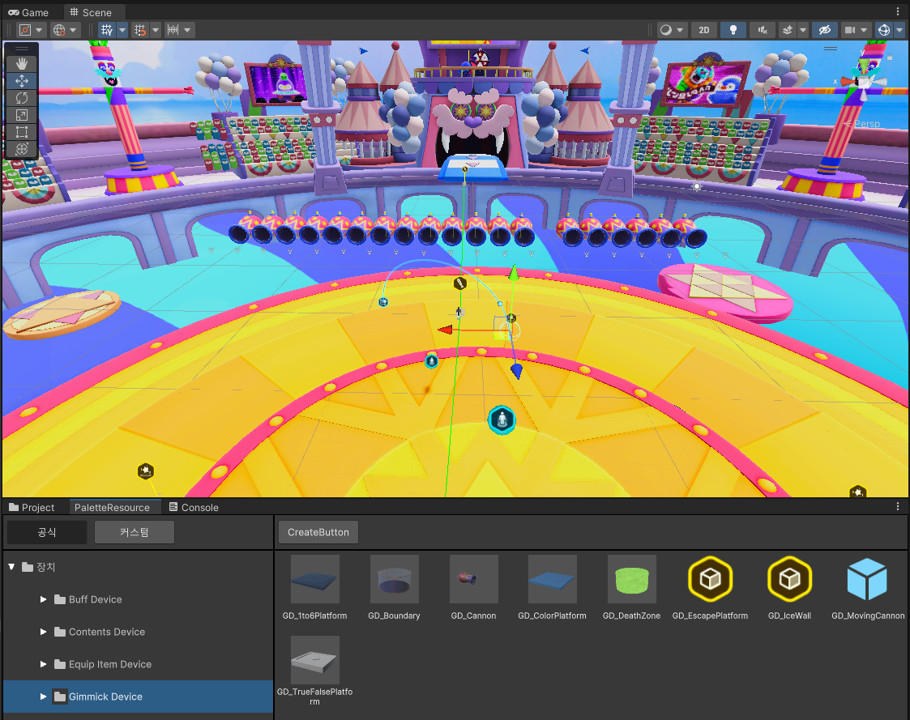 Game
Scene
2D
Persp
Project
PaletteResource
Console
공식
커스텀
CreateButton
장치
Buff Device
Contents Device
Equip Item Device
Gimmick Device
GD_1to6Platform
GD_Boundary
GD_Cannon
GD_ColorPlatform
GD_DeathZone
GD_EscapePlatform
GD_IceWall
GD_MovingCannon
GD_TrueFalsePlatfo
rm